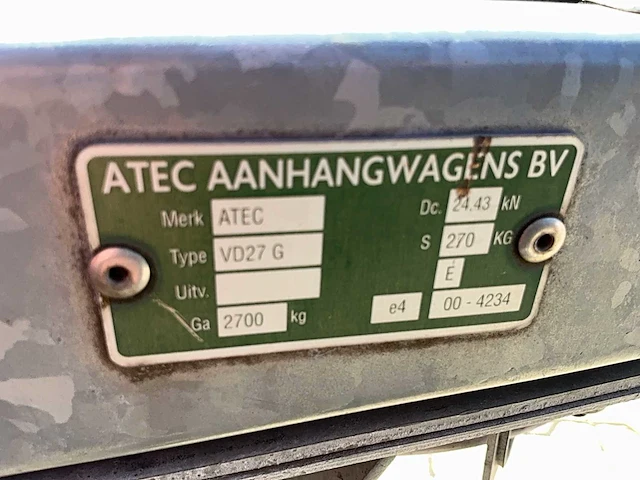 ATEC AANHANGWAGENS BV
Merk ATEC Dc. 24.43 kN
Type VD27 G S 270 KG
Uitv. E
Ga 2700 kg e4 00 - 4234